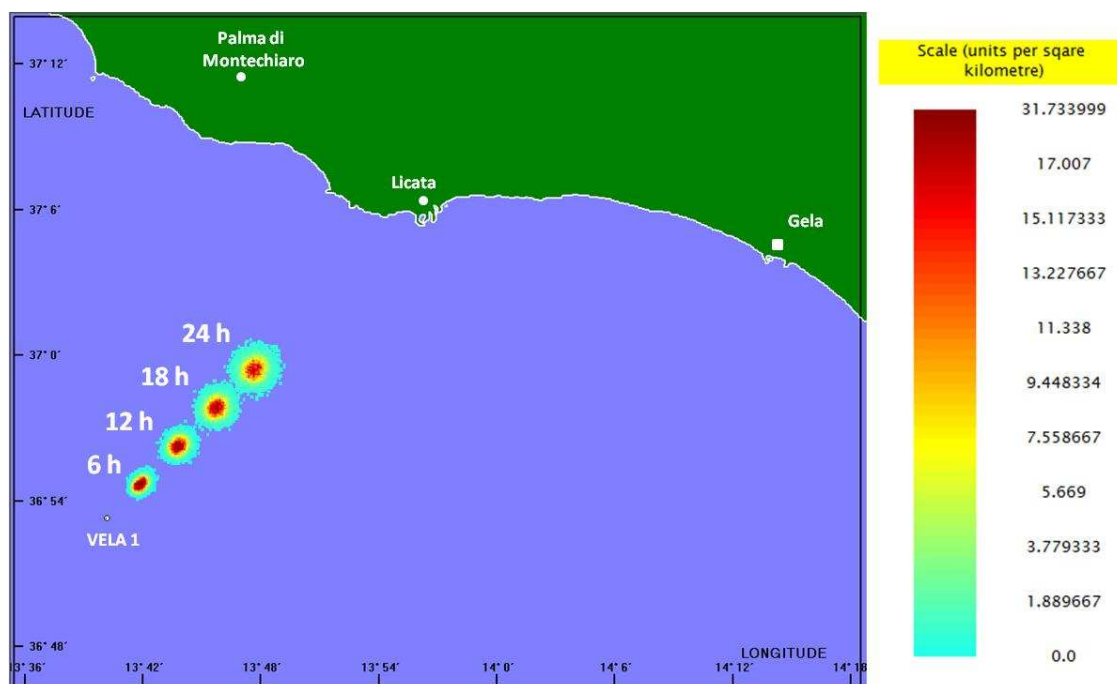 Palma di
Montechiaro
37° 12´
LATITUDE
Licata
37° 6´
Gela
24 h
37° 0´
18 h
12 h
6 h
36° 54´
VELA 1
36° 48´
LONGITUDE
3° 36´
13° 42´
13° 48´
13° 54´
14° 0´
14° 6´
14° 12´
14° 18
Scale (units per sqare
kilometre)
31.733999
17.007
15.117333
13.227667
11.338
9.448334
7.558667
5.669
3.779333
1.889667
0.0